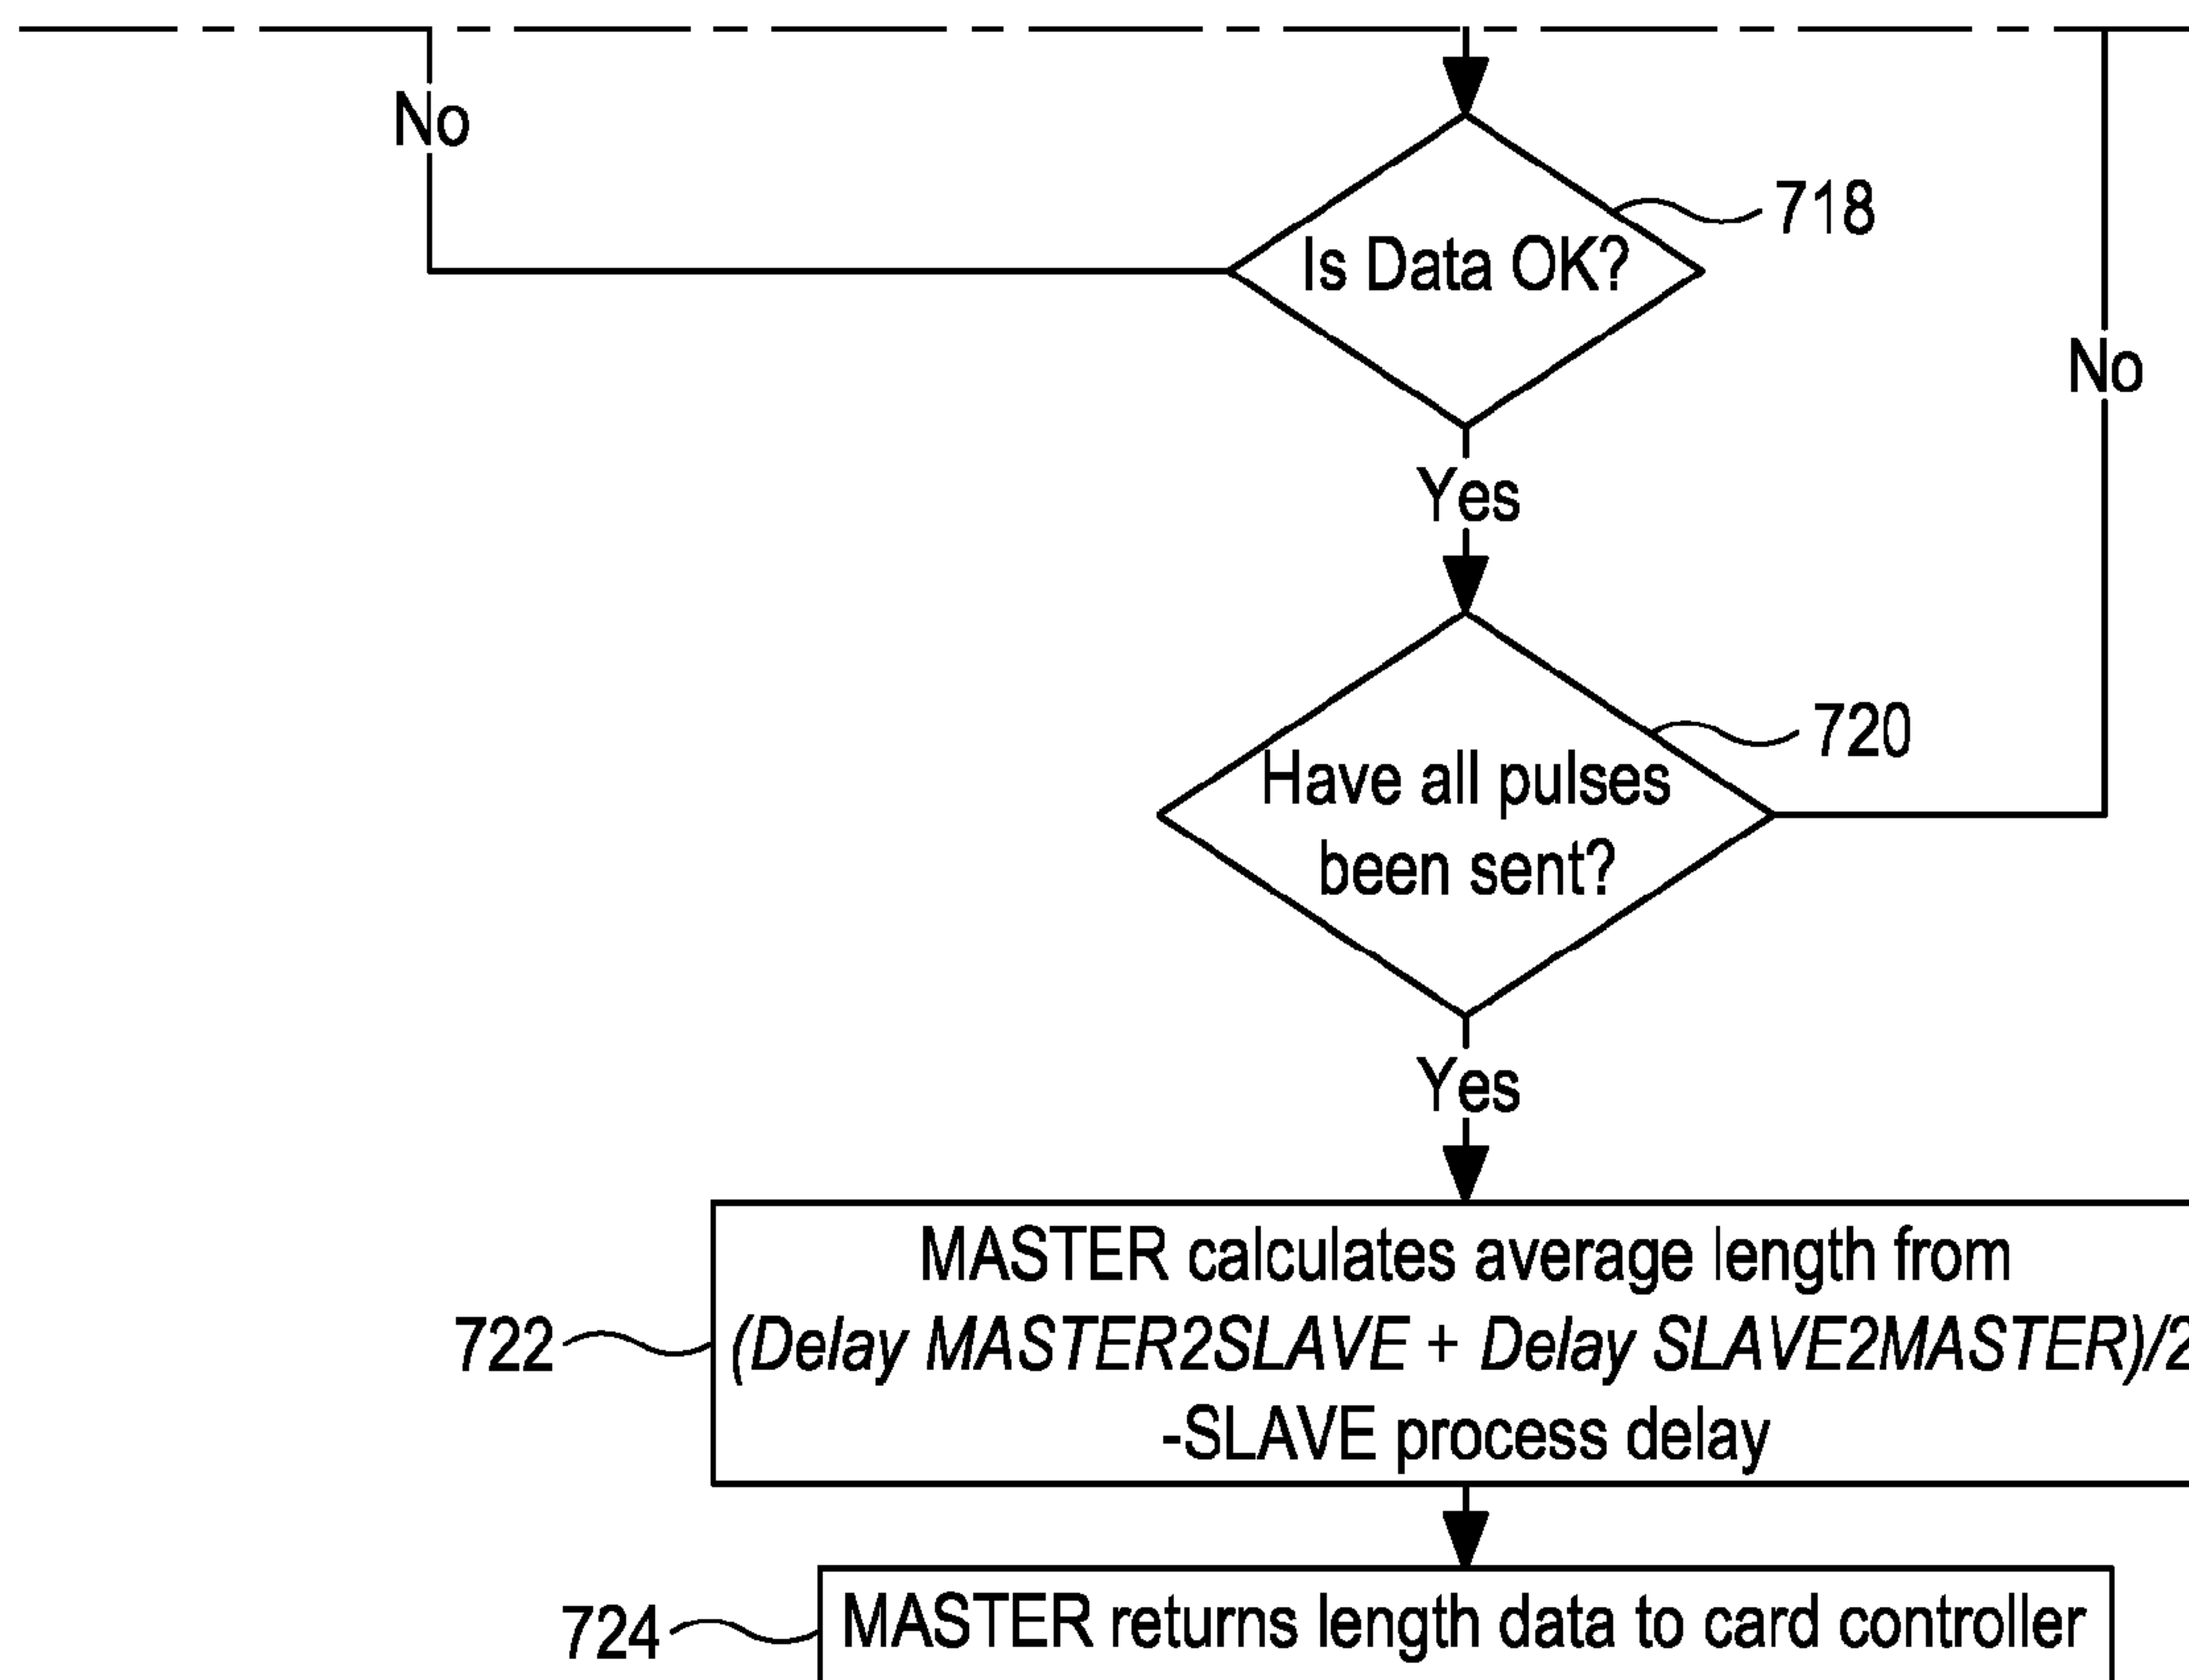 No
718
Is Data OK?
No
Yes
720
Have all pulses
been sent?
Yes
MASTER calculates average length from
722
(Delay MASTER2SLAVE + Delay SLAVE2MASTER)/2
-SLAVE process delay
724
MASTER returns length data to card controller